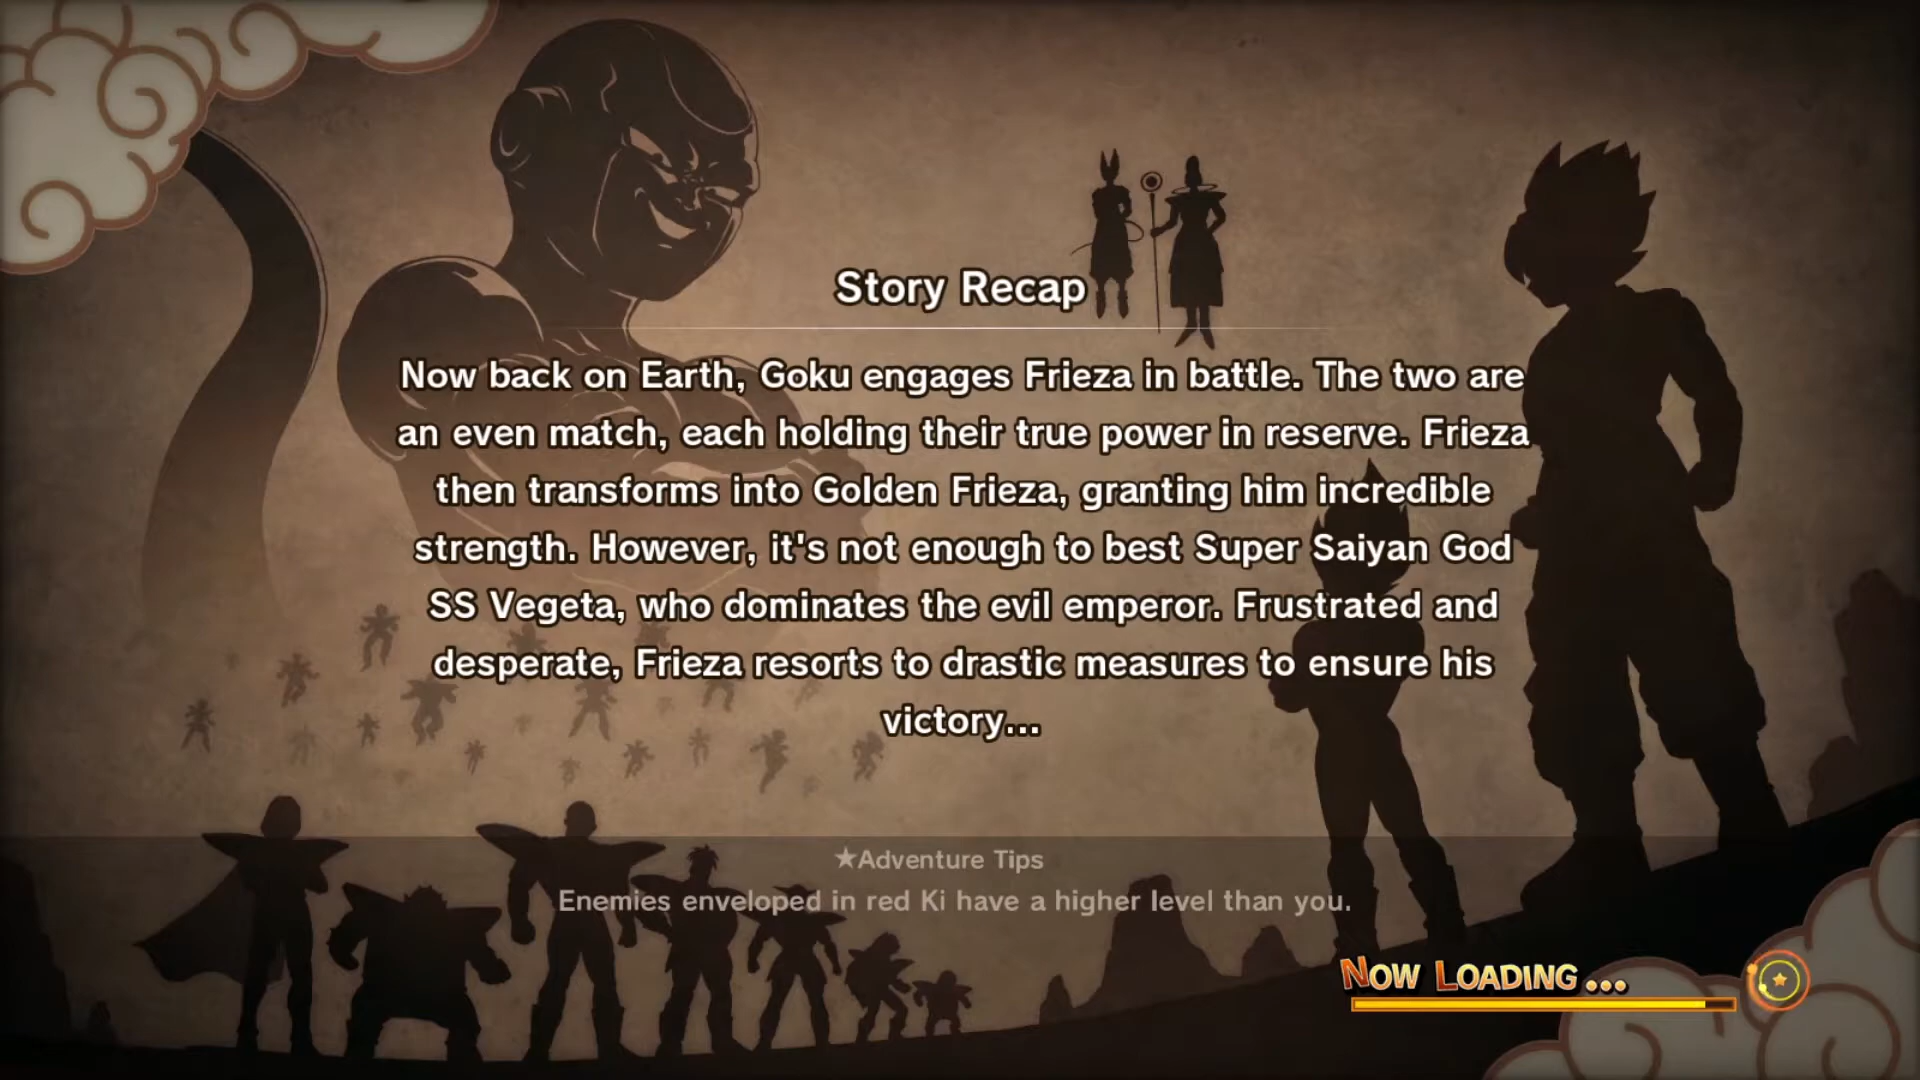 Story Recap
Now back on Earth, Goku engages Frieza in battle. The two are
an even match, each holding their true power in reserve. Frieza
then transforms into Golden Frieza, granting him incredible
strength. However, it's not enough to best Super Saiyan God
SS Vegeta, who dominates the evil emperor. Frustrated and
desperate, Frieza resorts to drastic measures to ensure his
victory...
★Adventure Tips
Enemies enveloped in red Ki have a higher level than you.
NOW LOADING...